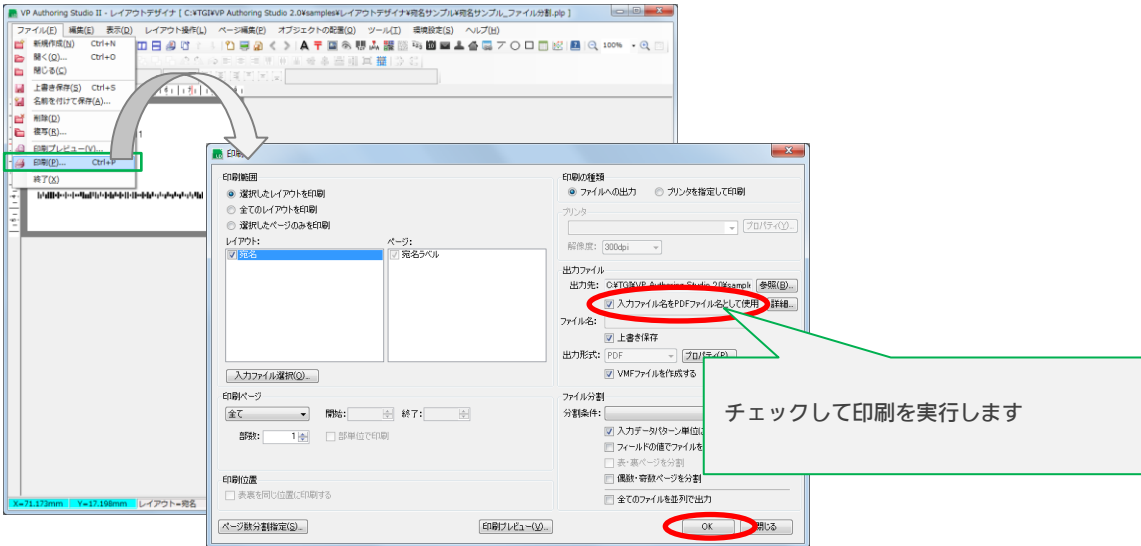 VP Authoring Studio II - レイアウトデザイナ [ C:¥TGI¥VP Authoring Studio 2.0¥samples¥レイアウトデザイナ¥宛名サンプル¥宛名サンプル_ファイル分割.plp ]
ファイル(F) 編集(E) 表示(D) レイアウト操作(L) ページ編集(P) オブジェクトの配置(O) ツール(T) 環境設定(S) ヘルプ(H)
新規作成(N) Ctrl+N
100%
開く(O)... Ctrl+O
閉じる(C)
上書き保存(S) Ctrl+S
名前を付けて保存(A)...
削除(D)
複写(R)...
印刷プレビュー(V)...
印刷(P)... Ctrl+P
終了(X)
X=71.173mm Y=17.198mm レイアウト=宛名
印刷範囲
選択したレイアウトを印刷
全てのレイアウトを印刷
選択したページのみを印刷
レイアウト: ページ:
宛名 宛名ラベル
入力ファイル選択(Q)...
印刷ページ
全て 開始: 終了:
部数: 1 部単位で印刷
印刷位置
表裏を同じ位置に印刷する
ページ数分割指定(S)... 印刷プレビュー(V)... OK 閉じる
印刷の種類
ファイルへの出力 プリンタを指定して印刷
プリンタ
プロパティ(Y)...
解像度: 300dpi
出力ファイル
出力先: C:¥TGI¥VP Authoring Studio 2.0¥sample 参照(B)...
入力ファイル名をPDFファイル名として使用 詳細...
ファイル名:
上書き保存
出力形式: PDF プロパティ(P)...
VMFファイルを作成する
ファイル分割
分割条件:
入力データパターン単位に
フィールドの値でファイルを
表・裏ページを分割
偶数・奇数ページを分割
全てのファイルを並列で出力
チェックして印刷を実行します